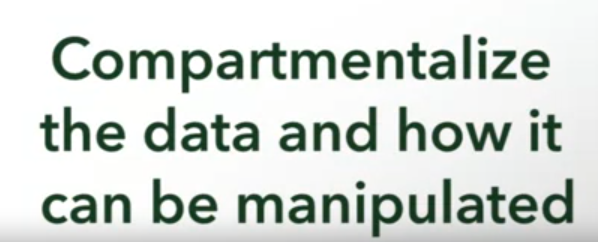 Compartmentalize
the data and how it
can be manipulated